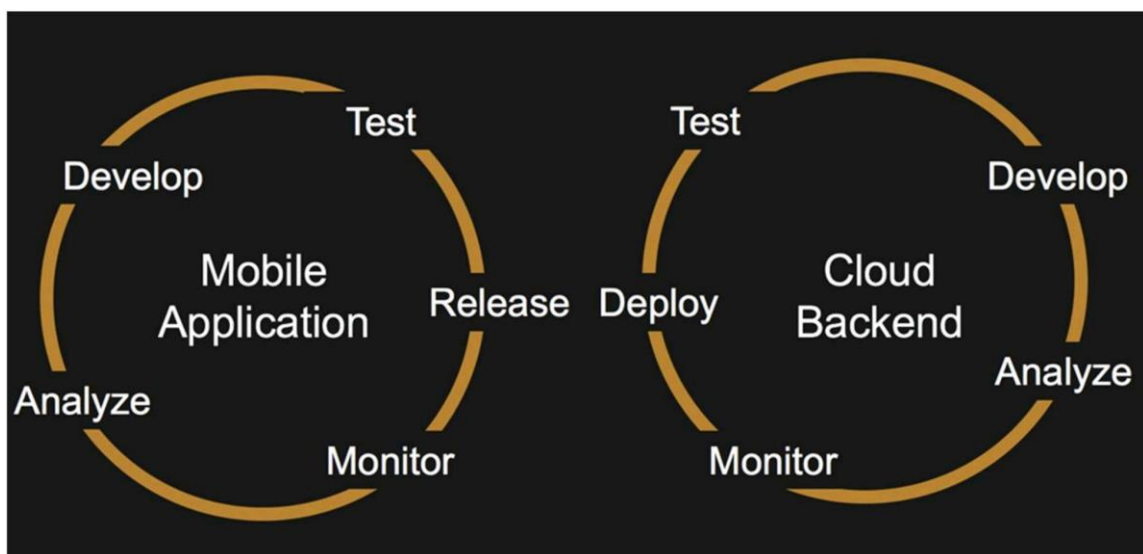 Test
Develop
Mobile
Application
Release
Analyze
Monitor
Test
Develop
Cloud
Backend
Deploy
Analyze
Monitor